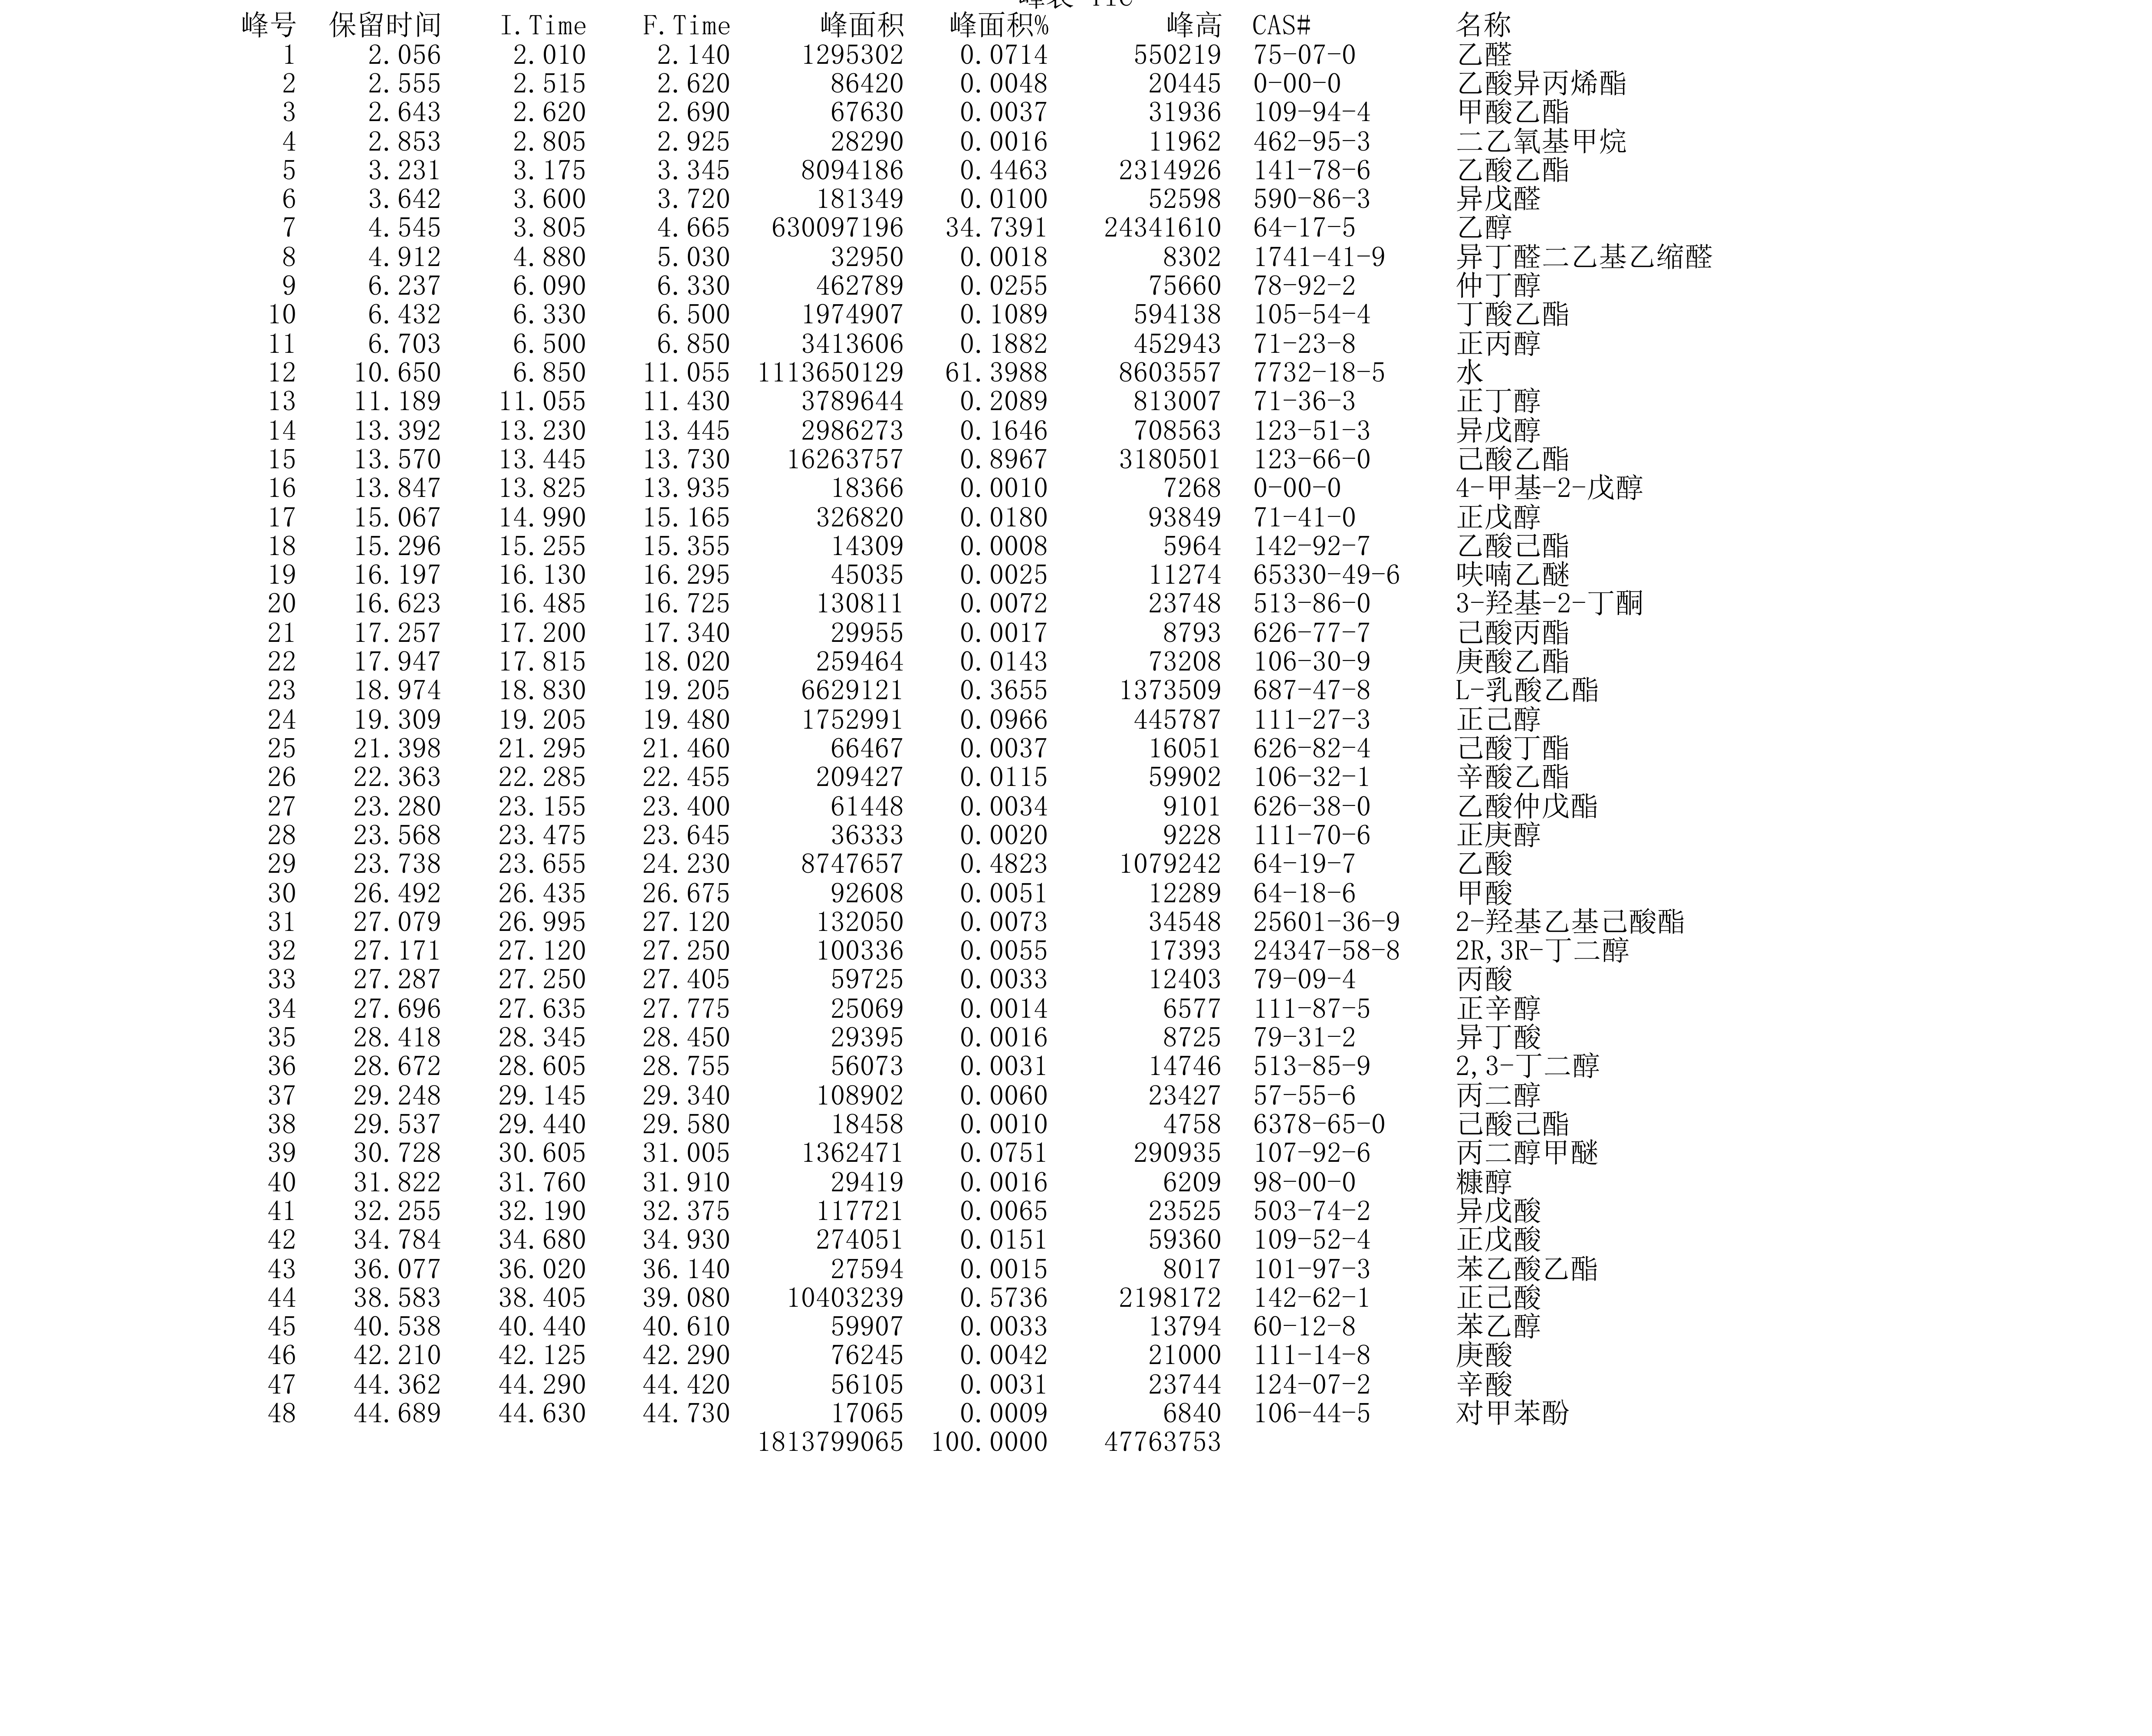 峰表 TIC
峰号 保留时间 I.Time F.Time 峰面积 峰面积% 峰高 CAS# 名称
1 2.056 2.010 2.140 1295302 0.0714 550219 75-07-0 乙醛
2 2.555 2.515 2.620 86420 0.0048 20445 0-00-0 乙酸异丙烯酯
3 2.643 2.620 2.690 67630 0.0037 31936 109-94-4 甲酸乙酯
4 2.853 2.805 2.925 28290 0.0016 11962 462-95-3 二乙氧基甲烷
5 3.231 3.175 3.345 8094186 0.4463 2314926 141-78-6 乙酸乙酯
6 3.642 3.600 3.720 181349 0.0100 52598 590-86-3 异戊醛
7 4.545 3.805 4.665 630097196 34.7391 24341610 64-17-5 乙醇
8 4.912 4.880 5.030 32950 0.0018 8302 1741-41-9 异丁醛二乙基乙缩醛
9 6.237 6.090 6.330 462789 0.0255 75660 78-92-2 仲丁醇
10 6.432 6.330 6.500 1974907 0.1089 594138 105-54-4 丁酸乙酯
11 6.703 6.500 6.850 3413606 0.1882 452943 71-23-8 正丙醇
12 10.650 6.850 11.055 1113650129 61.3988 8603557 7732-18-5 水
13 11.189 11.055 11.430 3789644 0.2089 813007 71-36-3 正丁醇
14 13.392 13.230 13.445 2986273 0.1646 708563 123-51-3 异戊醇
15 13.570 13.445 13.730 16263757 0.8967 3180501 123-66-0 己酸乙酯
16 13.847 13.825 13.935 18366 0.0010 7268 0-00-0 4-甲基-2-戊醇
17 15.067 14.990 15.165 326820 0.0180 93849 71-41-0 正戊醇
18 15.296 15.255 15.355 14309 0.0008 5964 142-92-7 乙酸己酯
19 16.197 16.130 16.295 45035 0.0025 11274 65330-49-6 呋喃乙醚
20 16.623 16.485 16.725 130811 0.0072 23748 513-86-0 3-羟基-2-丁酮
21 17.257 17.200 17.340 29955 0.0017 8793 626-77-7 己酸丙酯
22 17.947 17.815 18.020 259464 0.0143 73208 106-30-9 庚酸乙酯
23 18.974 18.830 19.205 6629121 0.3655 1373509 687-47-8 L-乳酸乙酯
24 19.309 19.205 19.480 1752991 0.0966 445787 111-27-3 正己醇
25 21.398 21.295 21.460 66467 0.0037 16051 626-82-4 己酸丁酯
26 22.363 22.285 22.455 209427 0.0115 59902 106-32-1 辛酸乙酯
27 23.280 23.155 23.400 61448 0.0034 9101 626-38-0 乙酸仲戊酯
28 23.568 23.475 23.645 36333 0.0020 9228 111-70-6 正庚醇
29 23.738 23.655 24.230 8747657 0.4823 1079242 64-19-7 乙酸
30 26.492 26.435 26.675 92608 0.0051 12289 64-18-6 甲酸
31 27.079 26.995 27.120 132050 0.0073 34548 25601-36-9 2-羟基乙基己酸酯
32 27.171 27.120 27.250 100336 0.0055 17393 24347-58-8 2R,3R-丁二醇
33 27.287 27.250 27.405 59725 0.0033 12403 79-09-4 丙酸
34 27.696 27.635 27.775 25069 0.0014 6577 111-87-5 正辛醇
35 28.418 28.345 28.450 29395 0.0016 8725 79-31-2 异丁酸
36 28.672 28.605 28.755 56073 0.0031 14746 513-85-9 2,3-丁二醇
37 29.248 29.145 29.340 108902 0.0060 23427 57-55-6 丙二醇
38 29.537 29.440 29.580 18458 0.0010 4758 6378-65-0 己酸己酯
39 30.728 30.605 31.005 1362471 0.0751 290935 107-92-6 丙二醇甲醚
40 31.822 31.760 31.910 29419 0.0016 6209 98-00-0 糠醇
41 32.255 32.190 32.375 117721 0.0065 23525 503-74-2 异戊酸
42 34.784 34.680 34.930 274051 0.0151 59360 109-52-4 正戊酸
43 36.077 36.020 36.140 27594 0.0015 8017 101-97-3 苯乙酸乙酯
44 38.583 38.405 39.080 10403239 0.5736 2198172 142-62-1 正己酸
45 40.538 40.440 40.610 59907 0.0033 13794 60-12-8 苯乙醇
46 42.210 42.125 42.290 76245 0.0042 21000 111-14-8 庚酸
47 44.362 44.290 44.420 56105 0.0031 23744 124-07-2 辛酸
48 44.689 44.630 44.730 17065 0.0009 6840 106-44-5 对甲苯酚
1813799065 100.0000 47763753